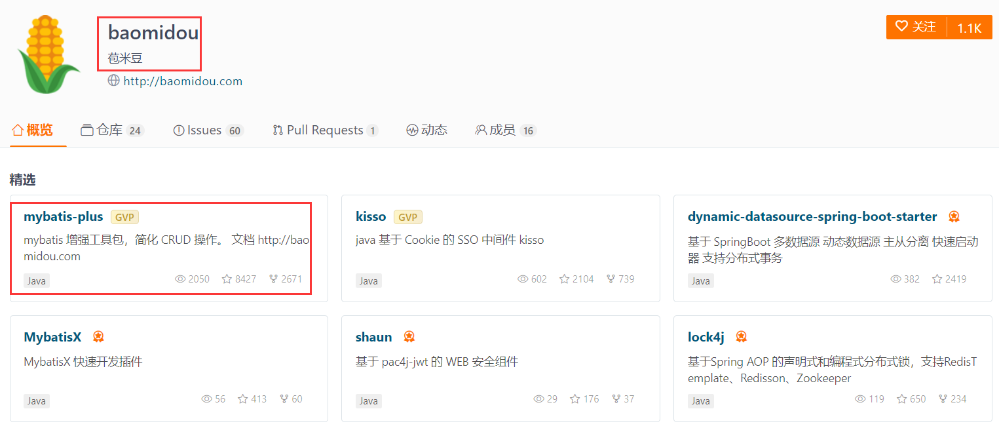 baomidou
苞米豆
http://baomidou.com
关注 1.1K
概览 仓库 24 Issues 60 Pull Requests 1 动态 成员 16
精选
mybatis-plus GVP
mybatis 增强工具包，简化 CRUD 操作。 文档 http://bao
midou.com
Java 2050 8427 2671
kisso GVP
java 基于 Cookie 的 SSO 中间件 kisso
Java 602 2104 739
dynamic-datasource-spring-boot-starter
基于 SpringBoot 多数据源 动态数据源 主从分离 快速启动
器 支持分布式事务
Java 382 2419
MybatisX
MybatisX 快速开发插件
Java 56 413 60
shaun
基于 pac4j-jwt 的 WEB 安全组件
Java 29 176 37
lock4j
基于Spring AOP 的声明式和编程式分布式锁，支持RedisT
emplate、Redisson、Zookeeper
Java 119 650 234